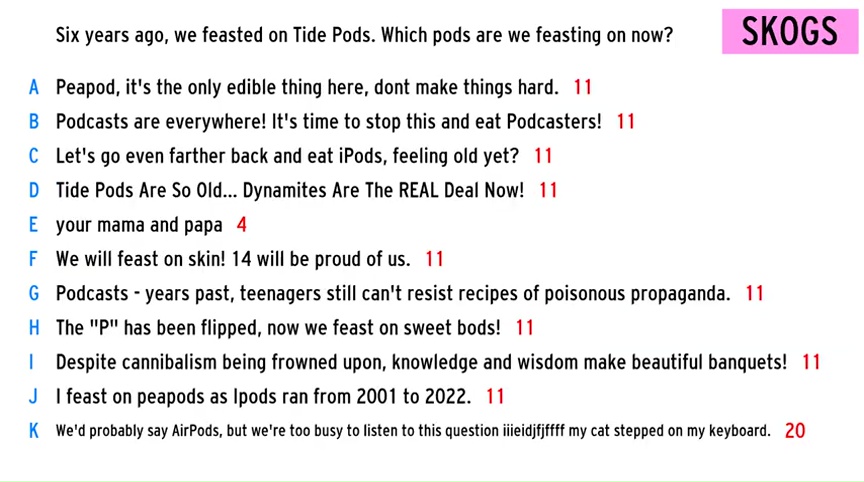 Six years ago, we feasted on Tide Pods. Which pods are we feasting on now?
SKOGS
A Peapod, it's the only edible thing here, dont make things hard. 11
B Podcasts are everywhere! It's time to stop this and eat Podcasters! 11
C Let's go even farther back and eat iPods, feeling old yet? 11
D Tide Pods Are So Old... Dynamites Are The REAL Deal Now! 11
E your mama and papa 4
F We will feast on skin! 14 will be proud of us. 11
G Podcasts - years past, teenagers still can't resist recipes of poisonous propaganda. 11
H The "P" has been flipped, now we feast on sweet bods! 11
I Despite cannibalism being frowned upon, knowledge and wisdom make beautiful banquets! 11
J I feast on peapods as Ipods ran from 2001 to 2022. 11
K We'd probably say AirPods, but we're too busy to listen to this question iiieidjfjffff my cat stepped on my keyboard. 20